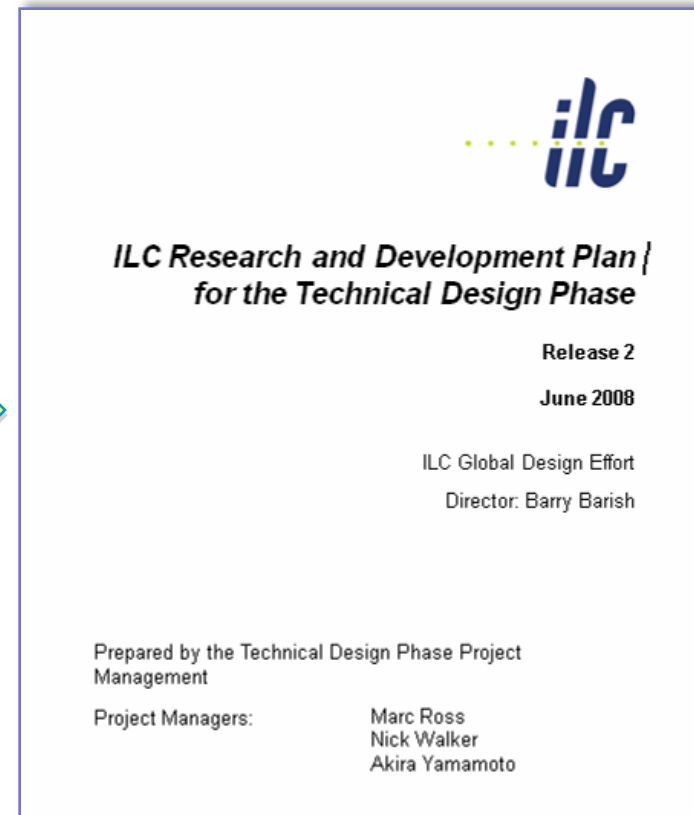 ilc
ILC Research and Development Plan
for the Technical Design Phase
Release 2
June 2008
ILC Global Design Effort
Director: Barry Barish
Prepared by the Technical Design Phase Project
Management
Project Managers: Marc Ross
Nick Walker
Akira Yamamoto